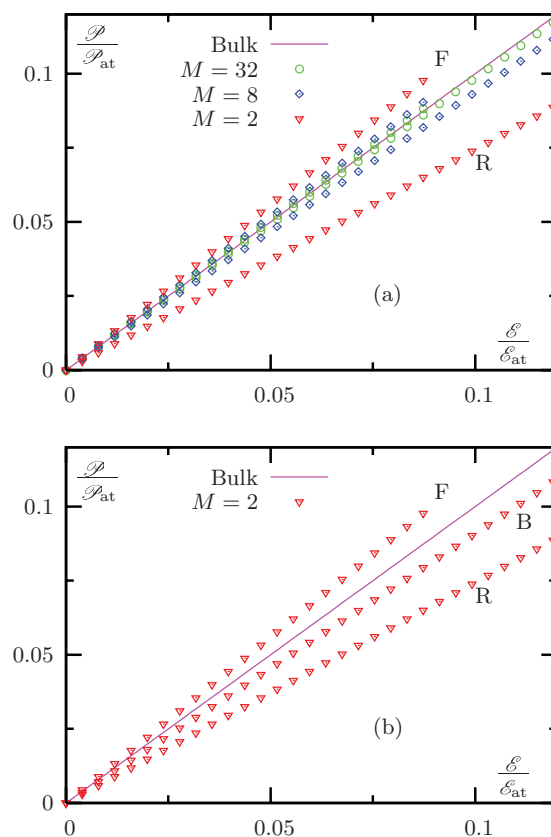 𝒫/𝒫at
0.1
Bulk
F
M = 32
M = 8
M = 2
R
0.05
(a)
ℰ/ℰat
0
0 0.05 0.1
𝒫/𝒫at
Bulk
F
M = 2
0.1
B
R
0.05
(b)
ℰ/ℰat
0
0 0.05 0.1